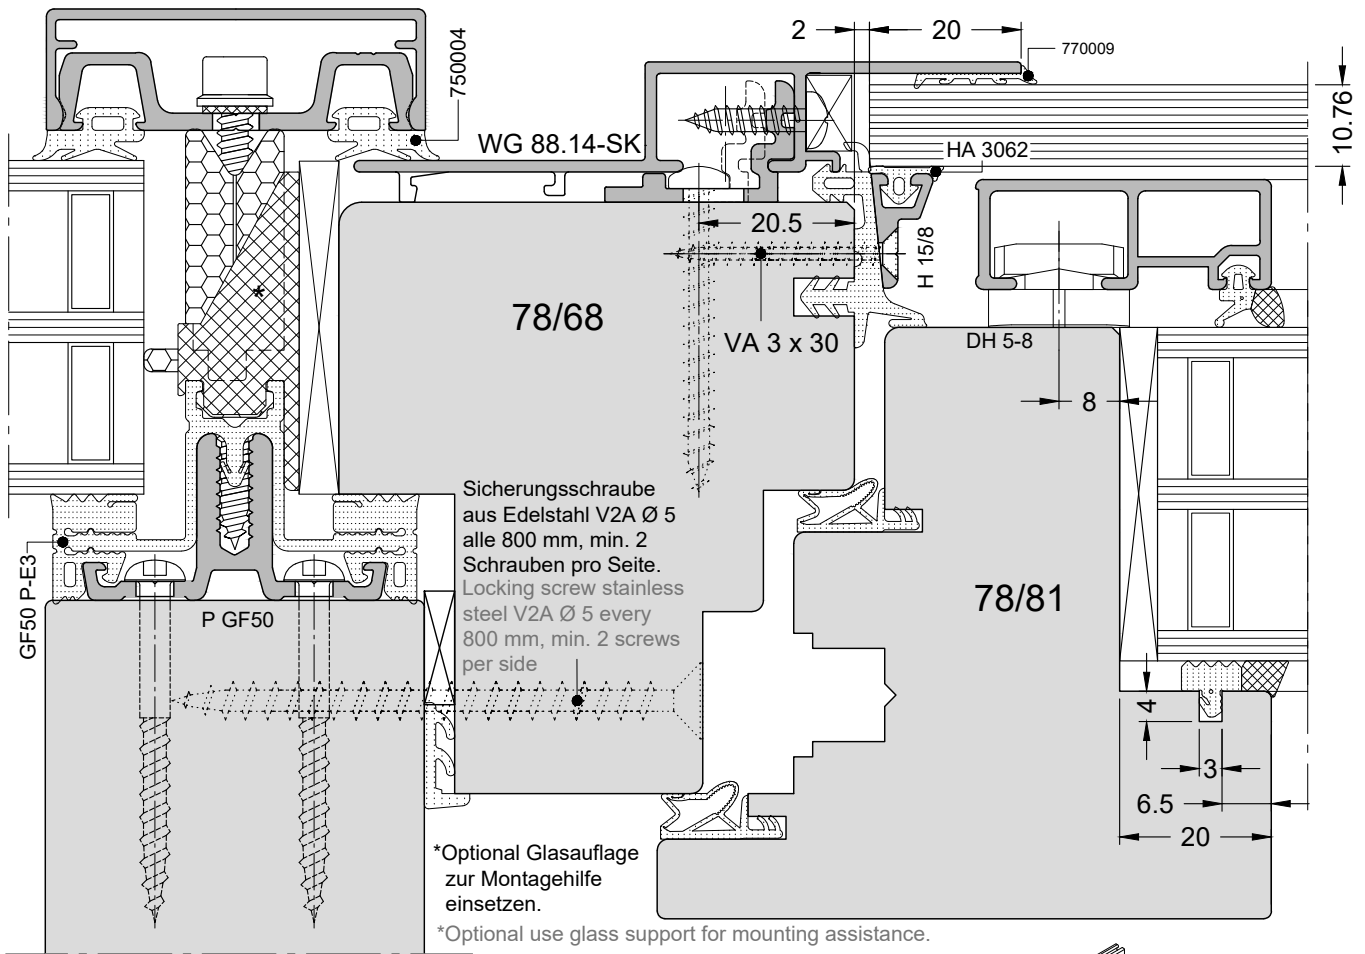 2
20
770009
750004
10.76
WG 88.14-SK
HA 3062
20.5
H 15/8
*
78/68
VA 3 x 30
DH 5-8
8
Sicherungsschraube
aus Edelstahl V2A Ø 5
alle 800 mm, min. 2
Schrauben pro Seite.
Locking screw stainless
steel V2A Ø 5 every
800 mm, min. 2 screws
per side
GF50 P-E3
P GF50
78/81
4
3
6.5
20
*Optional Glasauflage
zur Montagehilfe
einsetzen.
*Optional use glass support for mounting assistance.